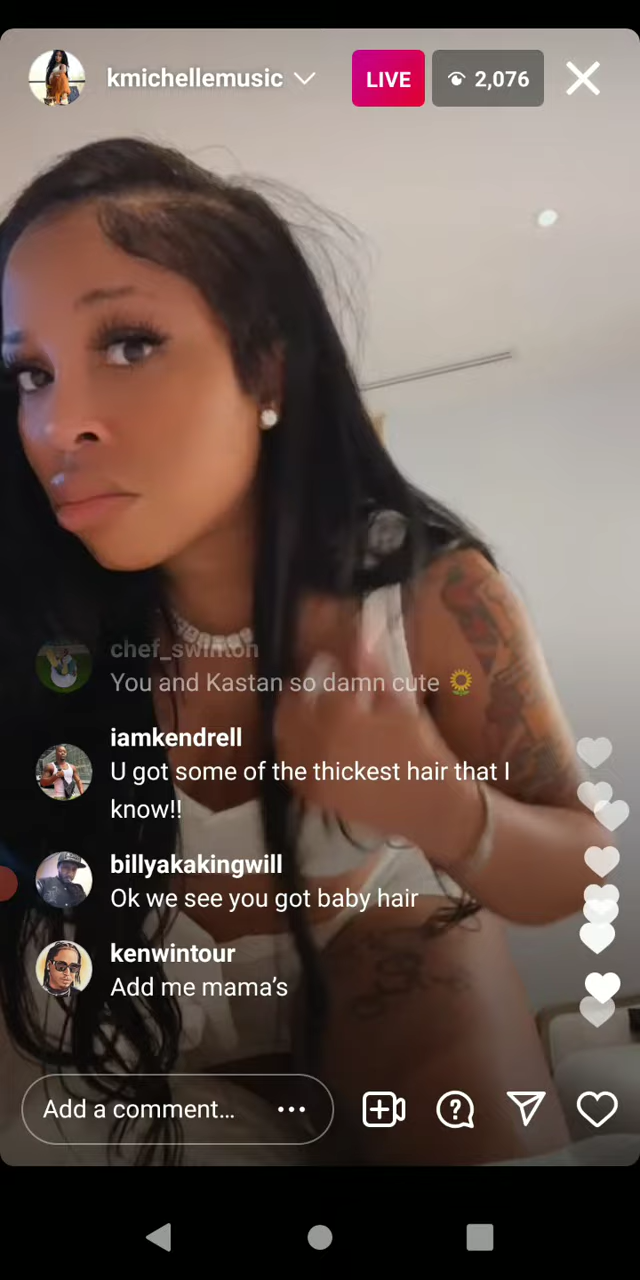 kmichellemusic
LIVE
2,076
chef_swinton
You and Kastan so damn cute 🌻
iamkendrell
U got some of the thickest hair that I
know!!
billyakakingwill
Ok we see you got baby hair
kenwintour
Add me mama's
Add a comment...